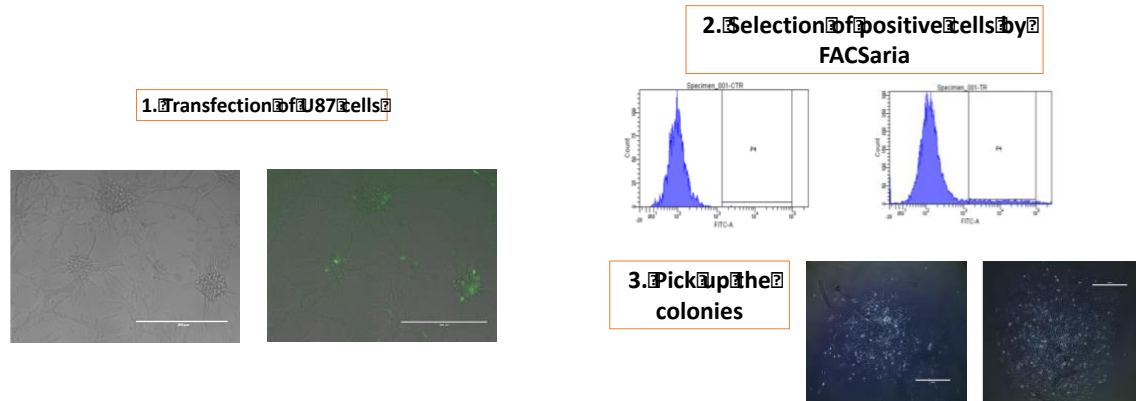 1. Transfection of U87 cells
2. Selection of positive cells by
FACSaria
Specimen_001-CTR
Count
P4
FITC-A
Specimen_001-TR
Count
P4
FITC-A
3. Pick up the
colonies